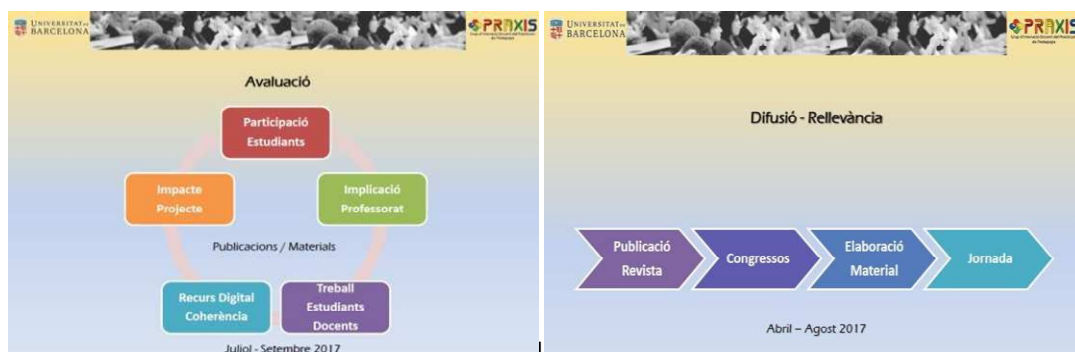 UNIVERSITAT DE
BARCELONA
PRAXIS
Avaluació
Participació
Estudiants
Impacte
Projecte
Implicació
Professorat
Publicacions / Materials
Recurs Digital
Coherència
Treball
Estudiants
Docents
Juliol - Setembre 2017
UNIVERSITAT DE
BARCELONA
PRAXIS
Difusió - Rellevància
Publicació
Revista
Congressos
Elaboració
Material
Jornada
Abril – Agost 2017